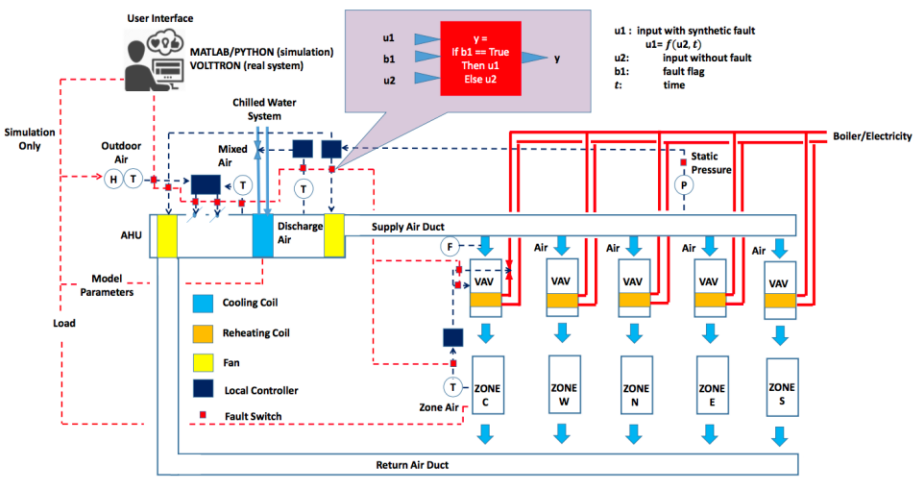 User Interface
MATLAB/PYTHON (simulation)
VOLTTRON (real system)
u1
b1
u2
y =
If b1 == True
Then u1
Else u2
y
u1 : input with synthetic fault
u1= f(u2, t)
u2: input without fault
b1: fault flag
t: time
Simulation
Only
Chilled Water
System
Outdoor
Air
Mixed
Air
Boiler/Electricity
Static
Pressure
H
T
T
T
P
AHU
Discharge
Air
Supply Air Duct
F
Air
Air
Air
Air
VAV
VAV
VAV
VAV
VAV
Model
Parameters
Load
Cooling Coil
Reheating Coil
Fan
Local Controller
Fault Switch
T
Zone Air
ZONE
C
ZONE
W
ZONE
N
ZONE
E
ZONE
S
Return Air Duct